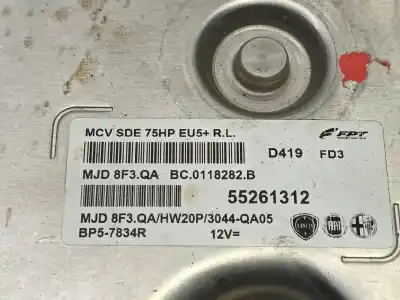 MCV SDE 75HP EU5+ R.L.
FPT
D419 FD3
MJD 8F3.QA BC.0118282.B
55261312
MJD 8F3.QA/HW20P/3044-QA05
BP5-7834R 12V=
FIAT